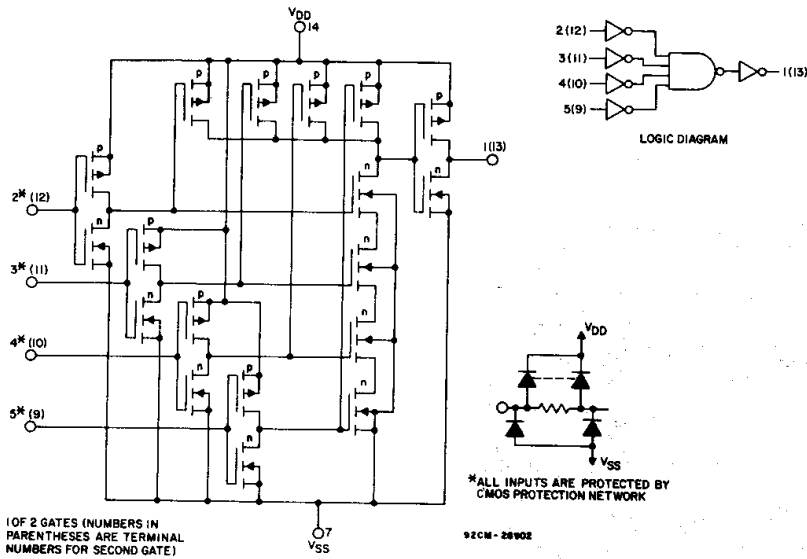 VDD
14
p
p
p
p
p
p
2* (12)
n
n
n
1(13)
3* (11)
p
n
n
4* (10)
p
n
n
5* (9)
p
n
n
7
VSS
1 OF 2 GATES (NUMBERS IN
PARENTHESES ARE TERMINAL
NUMBERS FOR SECOND GATE)
2(12)
3(11)
4(10)
5(9)
1(13)
LOGIC DIAGRAM
VDD
VSS
*ALL INPUTS ARE PROTECTED BY
CMOS PROTECTION NETWORK
92CM-28902